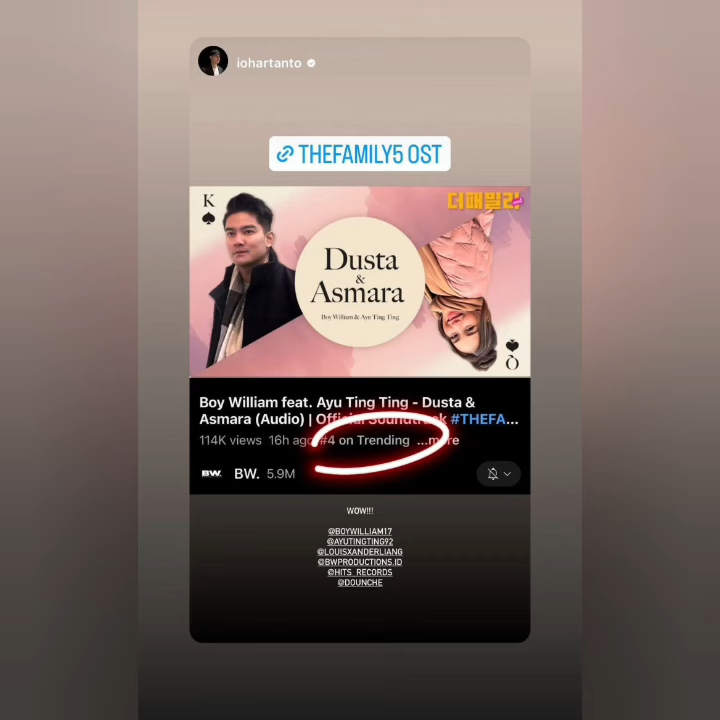 iohartanto
THEFAMILY5 OST
K
더패밀리
Dusta
&
Asmara
Boy William & Ayu Ting Ting
Q
Boy William feat. Ayu Ting Ting - Dusta &
Asmara (Audio) | Official Soundtrack #THEFA...
114K views 16h ago #4 on Trending ...more
BW. BW. 5.9M
WOW!!!
@BOYWILLIAM17
@AYUTINGTING92
@LOUISXANDERLIANG
@BWPRODUCTIONS.ID
@HITS_RECORDS
@DOUNCHE